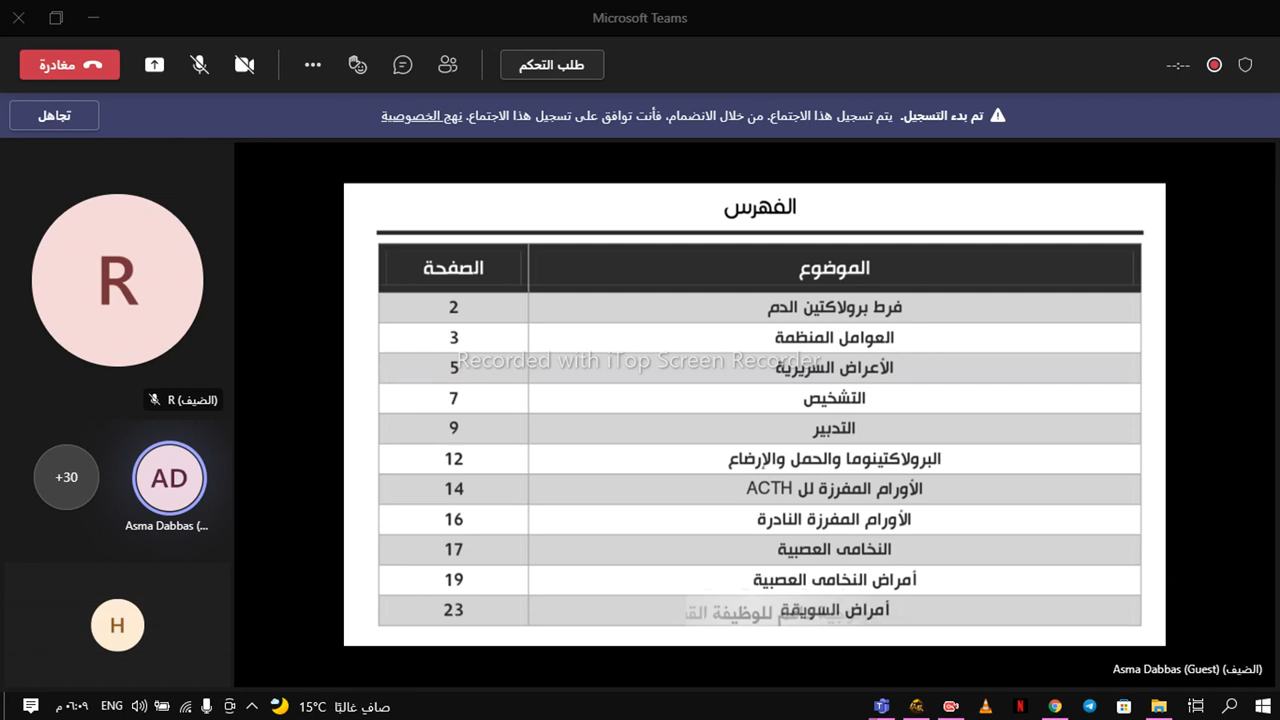 Microsoft Teams
مغادرة
طلب التحكم
--:--
تم بدء التسجيل. يتم تسجيل هذا الاجتماع. من خلال الانضمام، فأنت توافق على تسجيل هذا الاجتماع. نهج الخصوصية
تجاهل
R
R (الضيف)
+30
AD
Asma Dabbas (...
H
الفهرس
الموضوع الصفحة
فرط برولاكتين الدم 2
العوامل المنظمة 3
Recorded with iTop Screen Recorder
الأعراض السريرية 5
التشخيص 7
التدبير 9
البرولاكتينوما والحمل والإرضاع 12
الأورام المفرزة لل ACTH 14
الأورام المفرزة النادرة 16
النخامى العصبية 17
أمراض النخامى العصبية 19
أمراض السويقة 23
للوظيفة
Asma Dabbas (Guest) (الضيف)
٦:٠٩ م
ENG
15°C صافٍ غالبًا